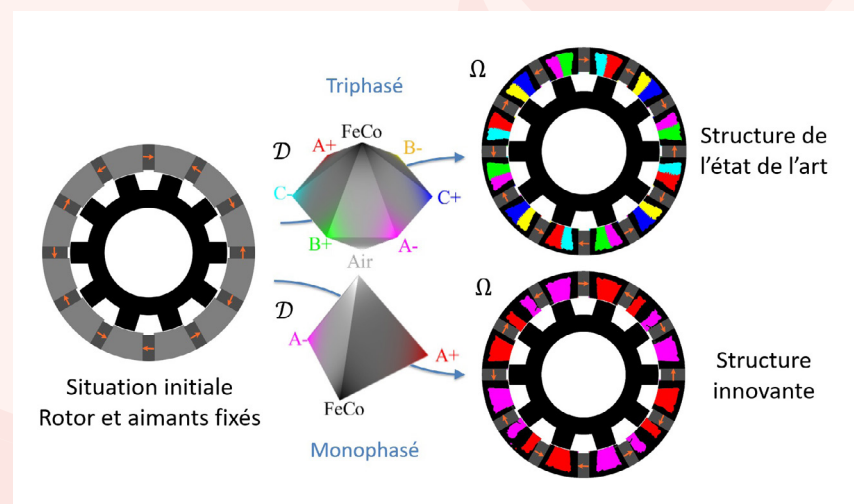 Situation initiale
Rotor et aimants fixés
Triphasé
𝒟
FeCo
A+
B-
C-
C+
B+
A-
Air
𝒟
A-
A+
FeCo
Monophasé
Ω
Structure de
l'état de l'art
Ω
Structure
innovante